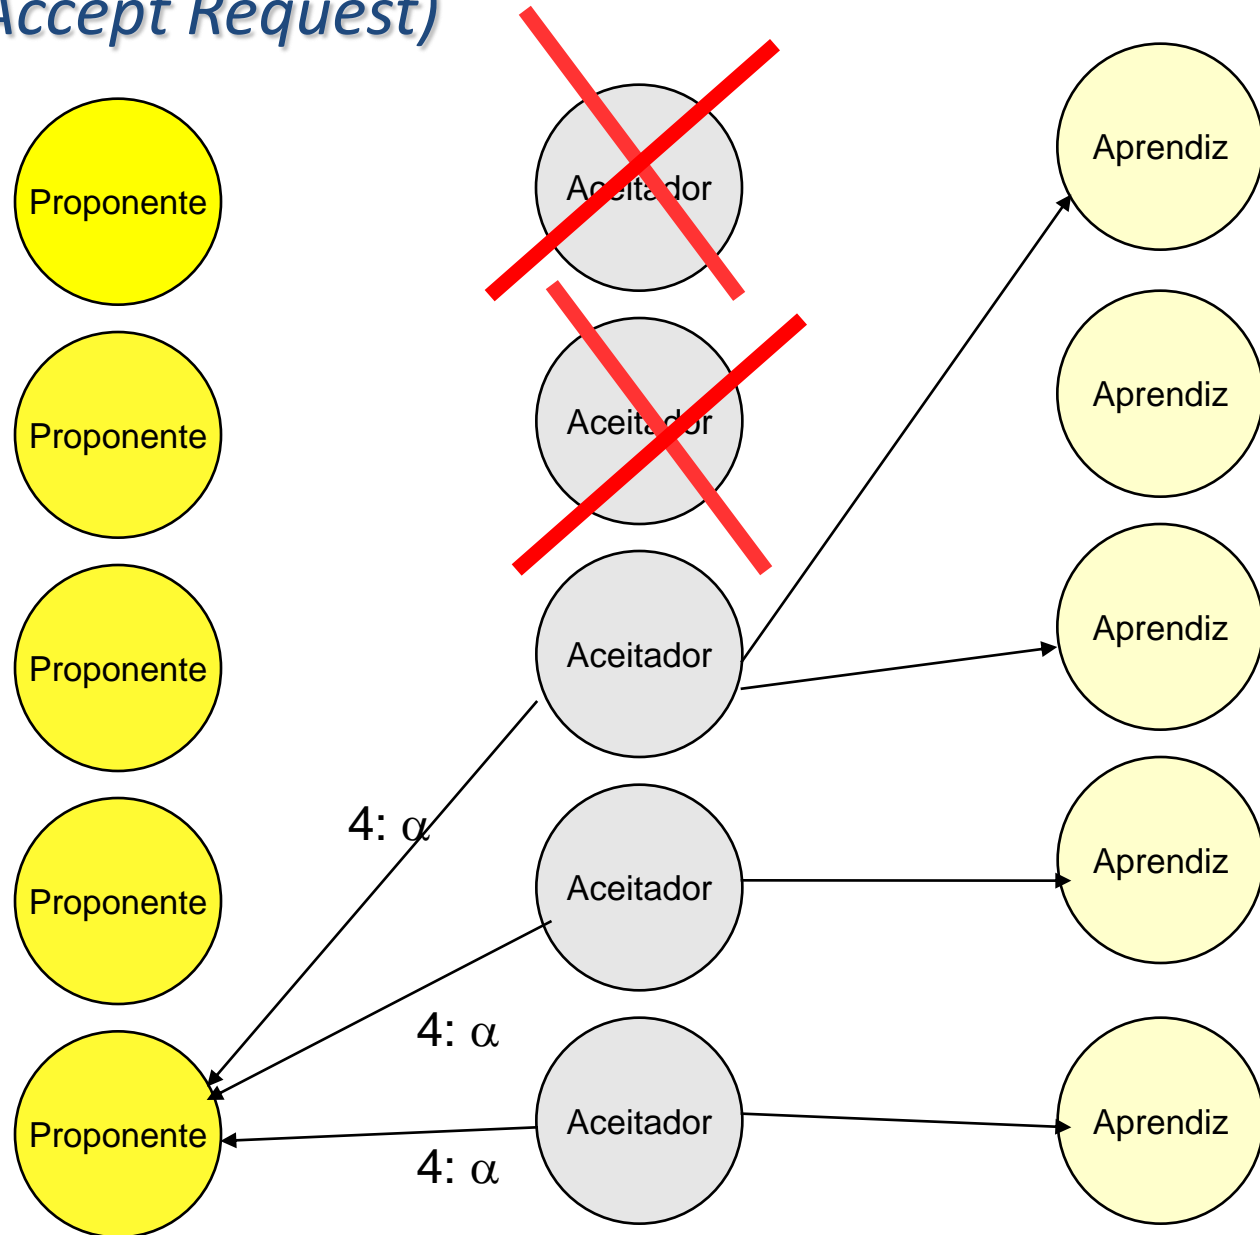 Accept Request)
Proponente
Aceitador
Aprendiz
Proponente
Aceitador
Aprendiz
Proponente
Aceitador
Aprendiz
4: α
Proponente
Aceitador
Aprendiz
4: α
Proponente
Aceitador
Aprendiz
4: α